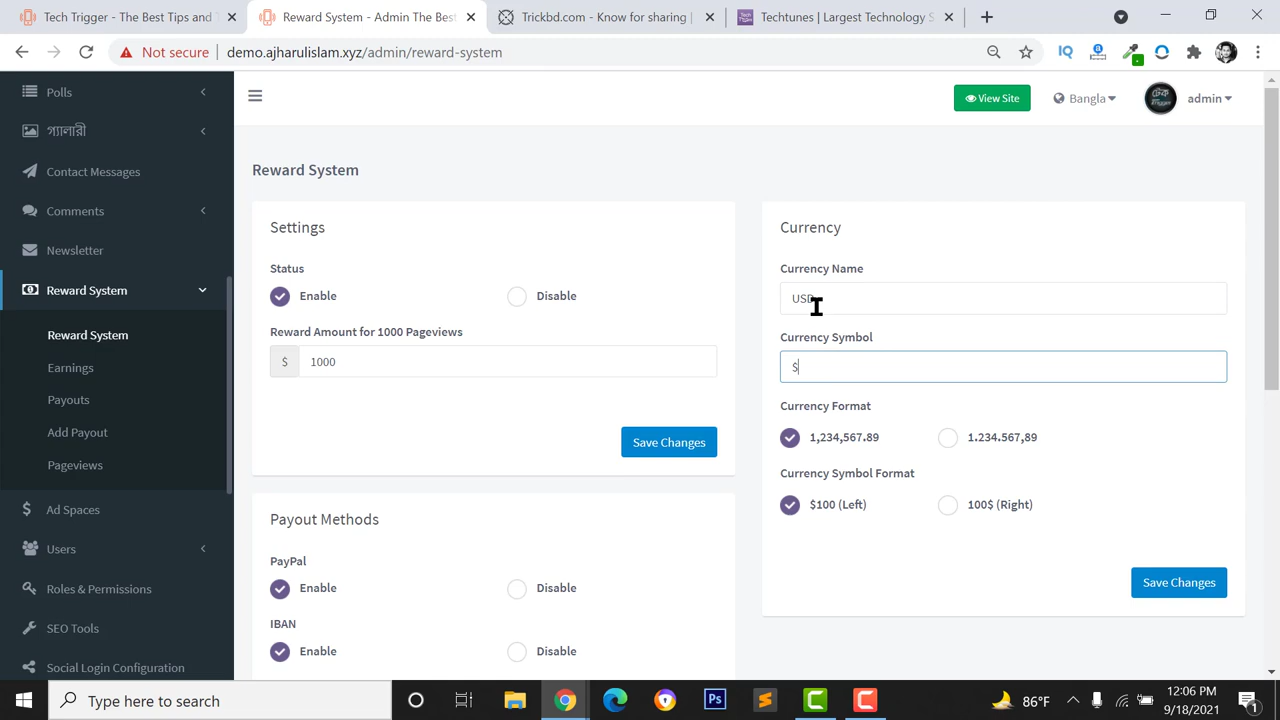 Tech Trigger - The Best Tips and T
Reward System - Admin The Best
Trickbd.com - Know for sharing
Techtunes | Largest Technology S
Not secure
demo.ajharulislam.xyz/admin/reward-system
IQ
Polls
গ্যালারী
Contact Messages
Comments
Newsletter
Reward System
Reward System
Earnings
Payouts
Add Payout
Pageviews
Ad Spaces
Users
Roles & Permissions
SEO Tools
Social Login Configuration
View Site
Bangla
admin
Reward System
Settings
Status
Enable
Disable
Reward Amount for 1000 Pageviews
$ 1000
Save Changes
Payout Methods
PayPal
Enable
Disable
IBAN
Enable
Disable
Currency
Currency Name
USD
Currency Symbol
$
Currency Format
1,234,567.89
1.234.567,89
Currency Symbol Format
$100 (Left)
100$ (Right)
Save Changes
Type here to search
Ps
86°F
12:06 PM
9/18/2021
1